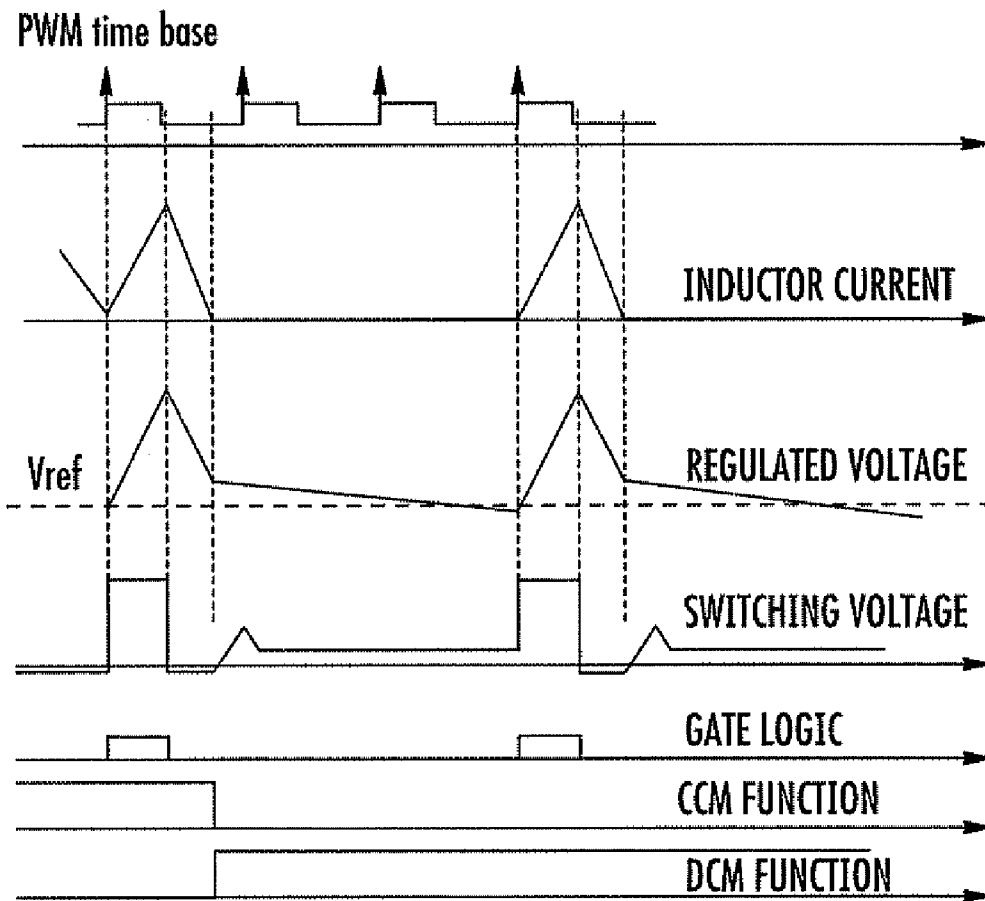 PWM time base
INDUCTOR CURRENT
Vref
REGULATED VOLTAGE
SWITCHING VOLTAGE
GATE LOGIC
CCM FUNCTION
DCM FUNCTION